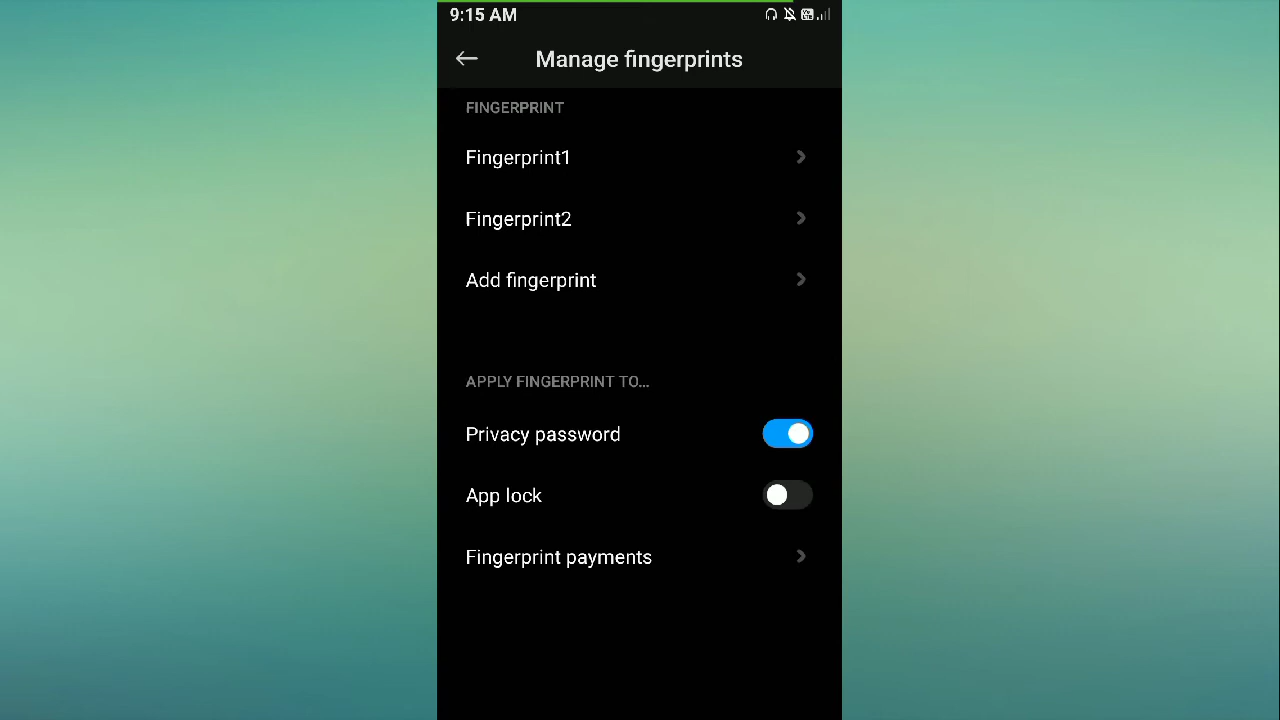 9:15 AM
Manage fingerprints
FINGERPRINT
Fingerprint1
Fingerprint2
Add fingerprint
APPLY FINGERPRINT TO...
Privacy password
App lock
Fingerprint payments